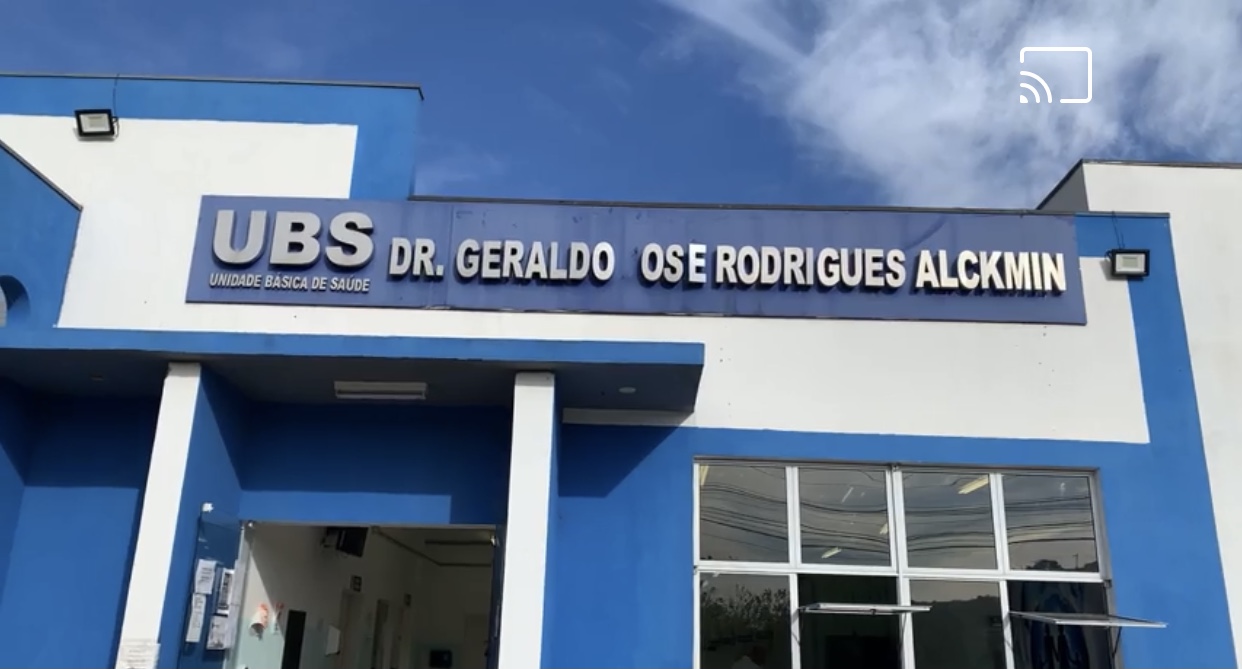 UBS
UNIDADE BÁSICA DE SAÚDE
DR. GERALDO OSE RODRIGUES ALCKMIN